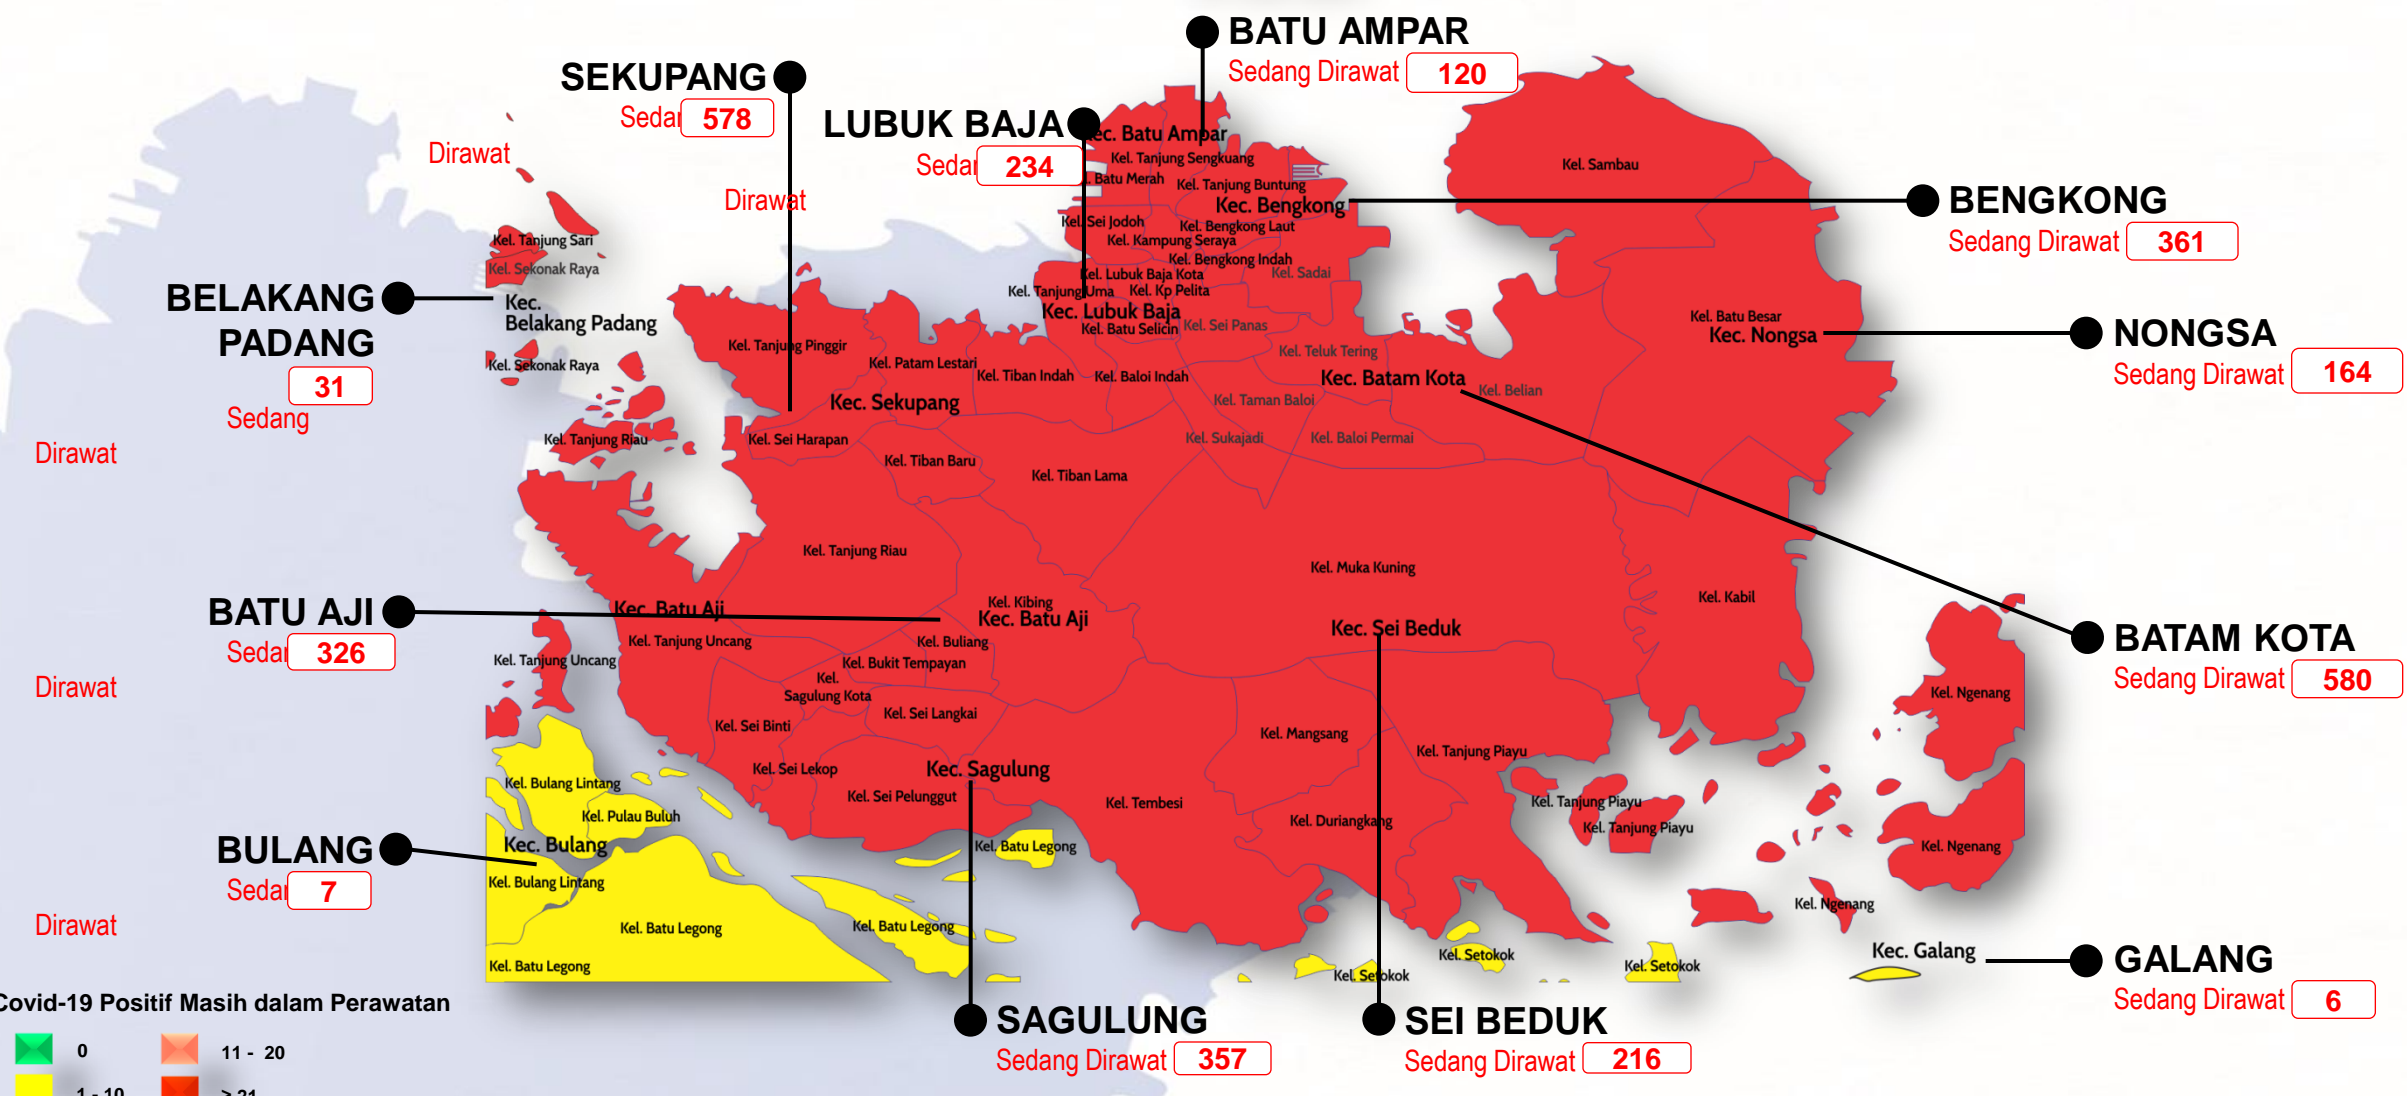 BATU AMPAR
Sedang Dirawat 120
SEKUPANG
Sedar 578
Dirawat
LUBUK BAJA
Sedar 234
Dirawat
BENGKONG
Sedang Dirawat 361
BELAKANG
PADANG
31
Sedang
Dirawat
NONGSA
Sedang Dirawat 164
BATU AJI
Sedar 326
Dirawat
BATAM KOTA
Sedang Dirawat 580
BULANG
Sedar 7
Dirawat
GALANG
Sedang Dirawat 6
SAGULUNG
Sedang Dirawat 357
SEI BEDUK
Sedang Dirawat 216
Kec. Batu Ampar
Kel. Tanjung Sengkuang
Batu Merah
Kel. Tanjung Buntung
Kec. Bengkong
Kel. Sei Jodoh
Kel. Bengkong Laut
Kel. Kampung Seraya
Kel. Bengkong Indah
Kel. Sadai
Kel. Lubuk Baja Kota
Kel. Tanjung Uma
Kel. Kp Pelita
Kec. Lubuk Baja
Kel. Batu Selicin
Kel. Sei Panas
Kel. Sambau
Kel. Batu Besar
Kec. Nongsa
Kel. Tanjung Sari
Kel. Sekonak Raya
Kec.
Belakang Padang
Kel. Sekonak Raya
Kel. Tanjung Riau
Kel. Tanjung Pinggir
Kel. Patam Lestari
Kel. Tiban Indah
Kel. Baloi Indah
Kel. Teluk Tering
Kec. Batam Kota
Kel. Belian
Kec. Sekupang
Kel. Taman Baloi
Kel. Sei Harapan
Kel. Sukajadi
Kel. Baloi Permai
Kel. Tiban Baru
Kel. Tiban Lama
Kel. Tanjung Riau
Kel. Muka Kuning
Kel. Kabil
Kec. Batu Aji
Kel. Kibing
Kec. Batu Aji
Kel. Tanjung Uncang
Kel. Buliang
Kec. Sei Beduk
Kel. Tanjung Uncang
Kel. Bukit Tempayan
Kel.
Sagulung Kota
Kel. Sei Binti
Kel. Sei Langkai
Kel. Mangsang
Kel. Tanjung Piayu
Kel. Ngenang
Kel. Sei Lekop
Kec. Sagulung
Kel. Sei Pelunggut
Kel. Tembesi
Kel. Duriangkang
Kel. Tanjung Piayu
Kel. Tanjung Piayu
Kel. Ngenang
Kel. Bulang Lintang
Kel. Pulau Buluh
Kec. Bulang
Kel. Batu Legong
Kel. Bulang Lintang
Kel. Batu Legong
Kel. Batu Legong
Kel. Batu Legong
Kel. Ngenang
Kec. Galang
Kel. Setokok
Kel. Setokok
Kel. Setokok
Covid-19 Positif Masih dalam Perawatan
0
11 - 20
1 - 10
≥ 21